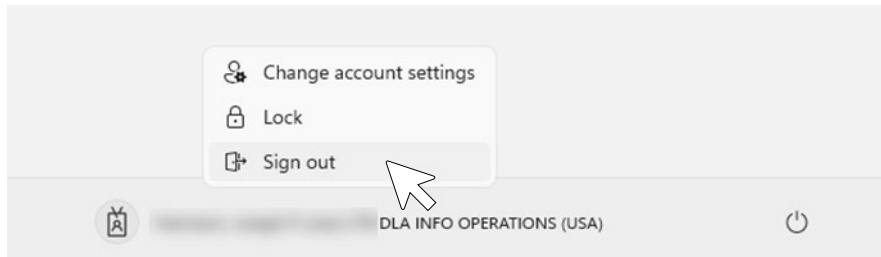 Change account settings
Lock
Sign out
DLA INFO OPERATIONS (USA)